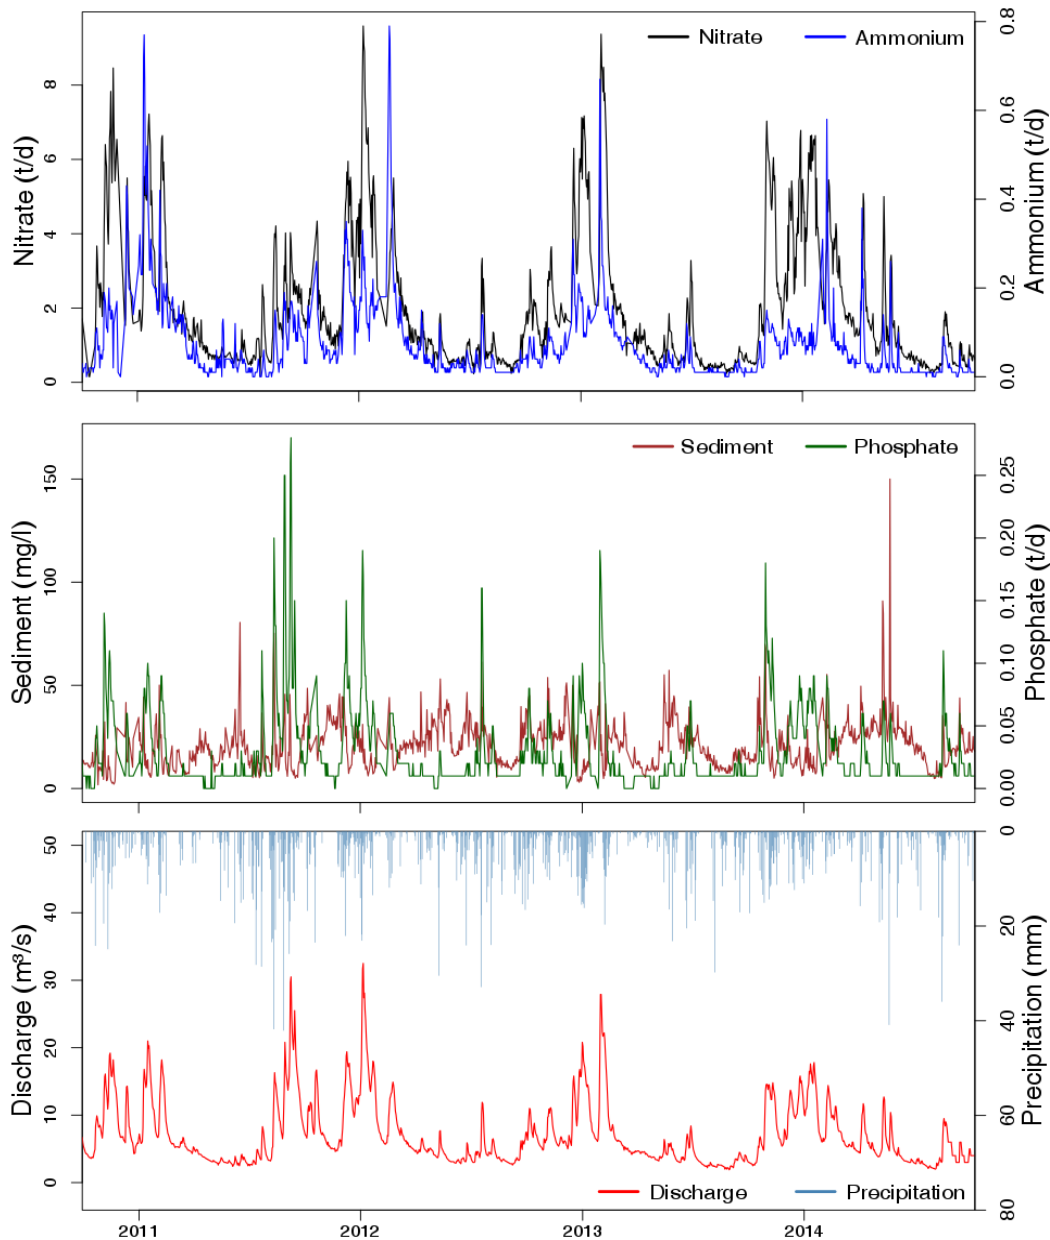 Nitrate Ammonium
Nitrate (t/d)
0 2 4 6 8
Ammonium (t/d)
0.0 0.2 0.4 0.6 0.8
Sediment Phosphate
Sediment (mg/l)
0 50 100 150
Phosphate (t/d)
0.00 0.05 0.10 0.15 0.20 0.25
Discharge (m³/s)
0 10 20 30 40 50
Precipitation (mm)
0 20 40 60 80
Discharge Precipitation
2011 2012 2013 2014